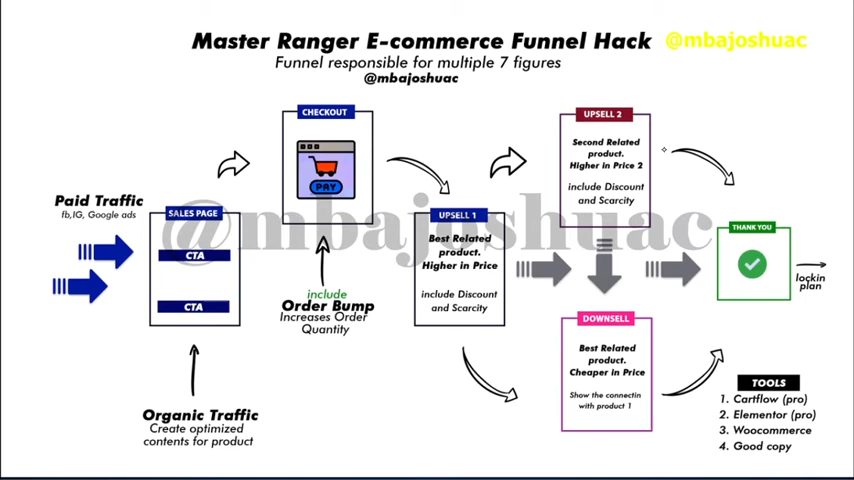 Master Ranger E-commerce Funnel Hack @mbajoshuac
Funnel responsible for multiple 7 figures
@mbajoshuac
CHECKOUT
PAY
UPSELL 2
Second Related
product.
Higher in Price 2
include Discount
and Scarcity
Paid Traffic
fb,IG, Google ads
SALES PAGE
CTA
CTA
@mbajoshuac
UPSELL 1
Best Related
product.
Higher in Price
include Discount
and Scarcity
THANK YOU
lockin
plan
include
Order Bump
Increases Order
Quantity
DOWNSELL
Best Related
product.
Cheaper in Price
Show the connectin
with product 1
Organic Traffic
Create optimized
contents for product
TOOLS
1. Cartflow (pro)
2. Elementor (pro)
3. Woocommerce
4. Good copy